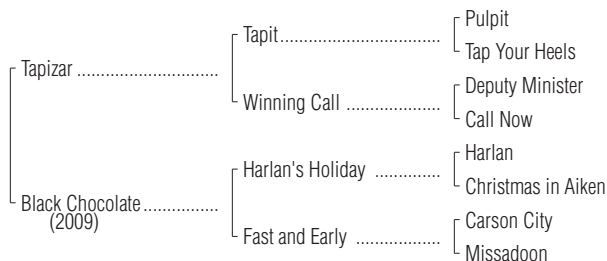 Pulpit
Tapit
Tap Your Heels
Tapizar
Deputy Minister
Winning Call
Call Now
Harlan
Harlan's Holiday
Christmas in Aiken
Black Chocolate
(2009)
Carson City
Fast and Early
Missadoon